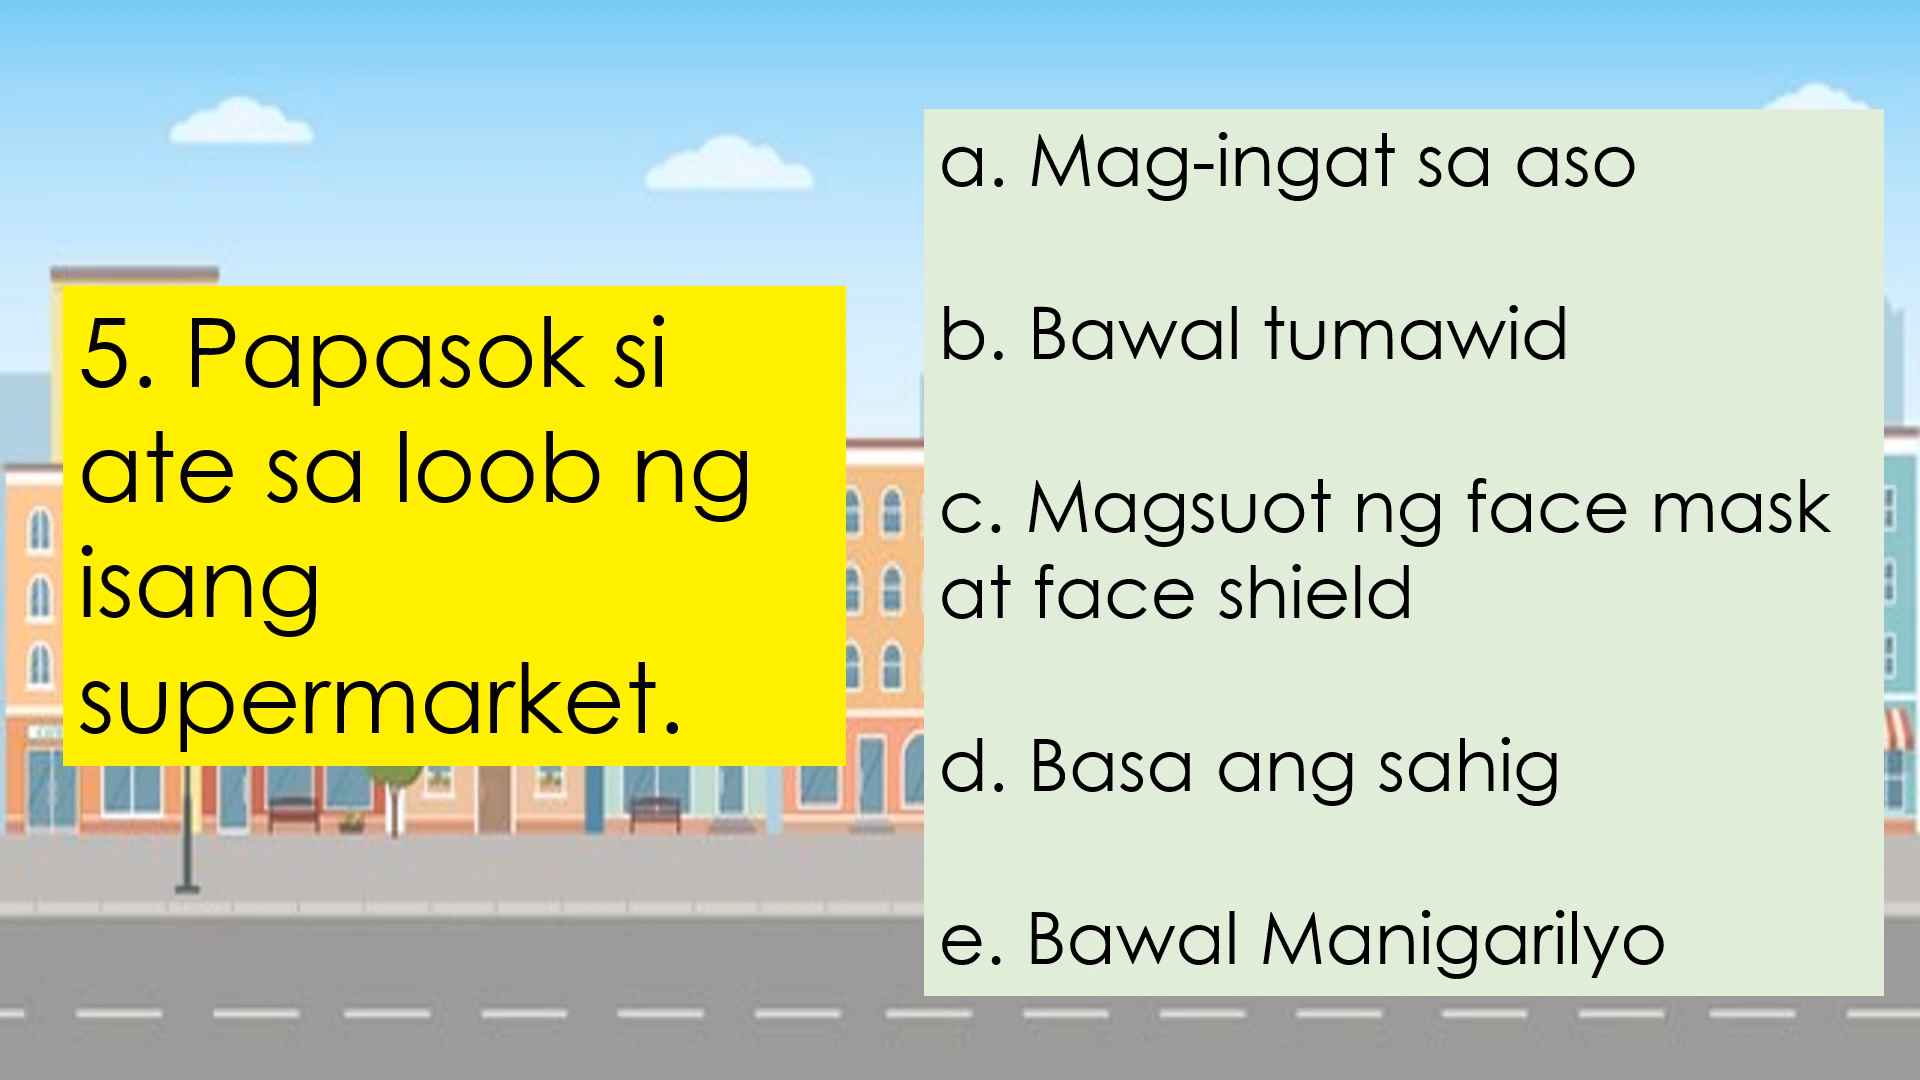 5. Papasok si
ate sa loob ng
isang
supermarket.
a. Mag-ingat sa aso
b. Bawal tumawid
c. Magsuot ng face mask
at face shield
d. Basa ang sahig
e. Bawal Manigarilyo